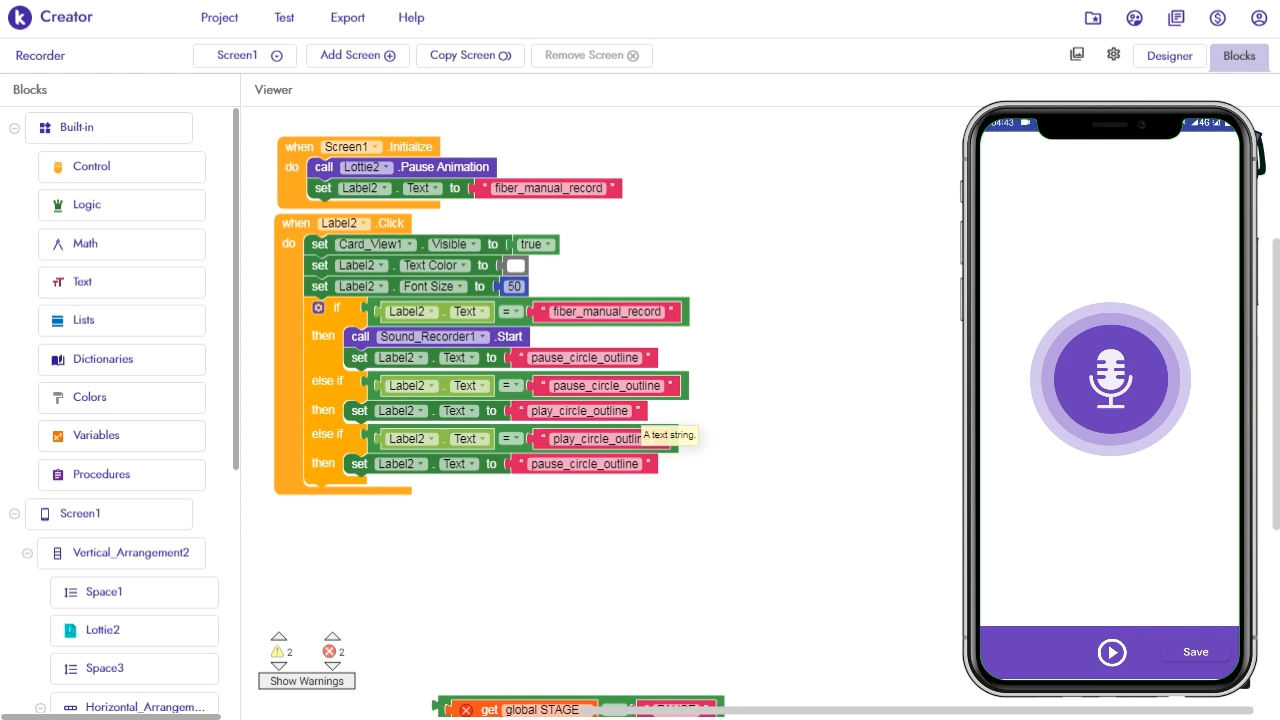 Creator
Project Test Export Help
Recorder
Screen1
Add Screen
Copy Screen
Remove Screen
Designer
Blocks
Blocks
Viewer
Built-in
Control
Logic
Math
Text
Lists
Dictionaries
Colors
Variables
Procedures
Screen1
Vertical_Arrangement2
Space1
Lottie2
Space3
Horizontal_Arrangem...
when Screen1 .Initialize
do call Lottie2 .Pause Animation
set Label2 . Text to " fiber_manual_record "
when Label2 .Click
do set Card_View1 . Visible to true
set Label2 . Text Color to
set Label2 . Font Size to 50
if Label2 . Text = " fiber_manual_record "
then call Sound_Recorder1 .Start
set Label2 . Text to " pause_circle_outline "
else if Label2 . Text = " pause_circle_outline "
then set Label2 . Text to " play_circle_outline "
else if Label2 . Text = " play_circle_outlin
A text string.
then set Label2 . Text to " pause_circle_outline "
2 2
Show Warnings
get global STAGE " PAUSE "
04:43 4G
Save